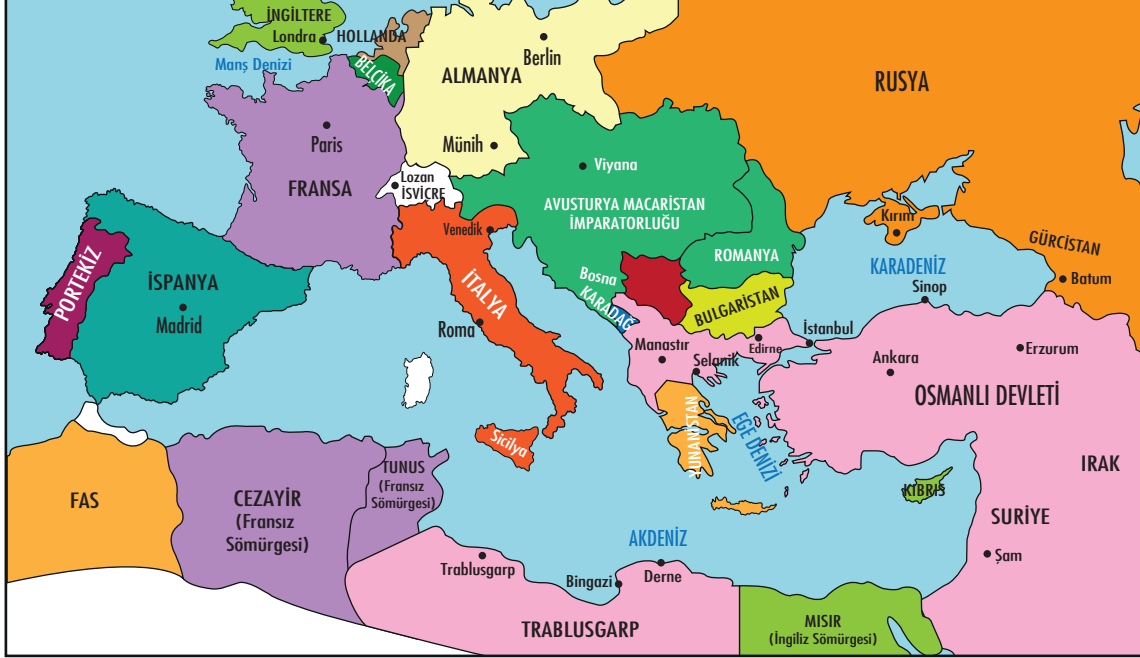 İNGİLTERE
Londra
HOLLANDA
Manş Denizi
BELÇİKA
ALMANYA
Berlin
RUSYA
Paris
Münih
Viyana
FRANSA
Lozan
İSVİCRE
AVUSTURYA MACARİSTAN
İMPARATORLUĞU
Venedik
Kırım
GÜRCİSTAN
ROMANYA
KARADENİZ
Batum
PORTEKİZ
İSPANYA
Madrid
İTALYA
Roma
Bosna
KARADAĞ
BULGARİSTAN
Sinop
Manastır
Selanik
Edirne
İstanbul
Ankara
Erzurum
OSMANLI DEVLETİ
YUNANİSTAN
EGE DENİZİ
Sicilya
TUNUS
(Fransız
Sömürgesi)
FAS
CEZAYİR
(Fransız
Sömürgesi)
KIBRIS
IRAK
SURİYE
Şam
AKDENİZ
Trablusgarp
Bingazi
Derne
TRABLUSGARP
MISIR
(İngiliz Sömürgesi)